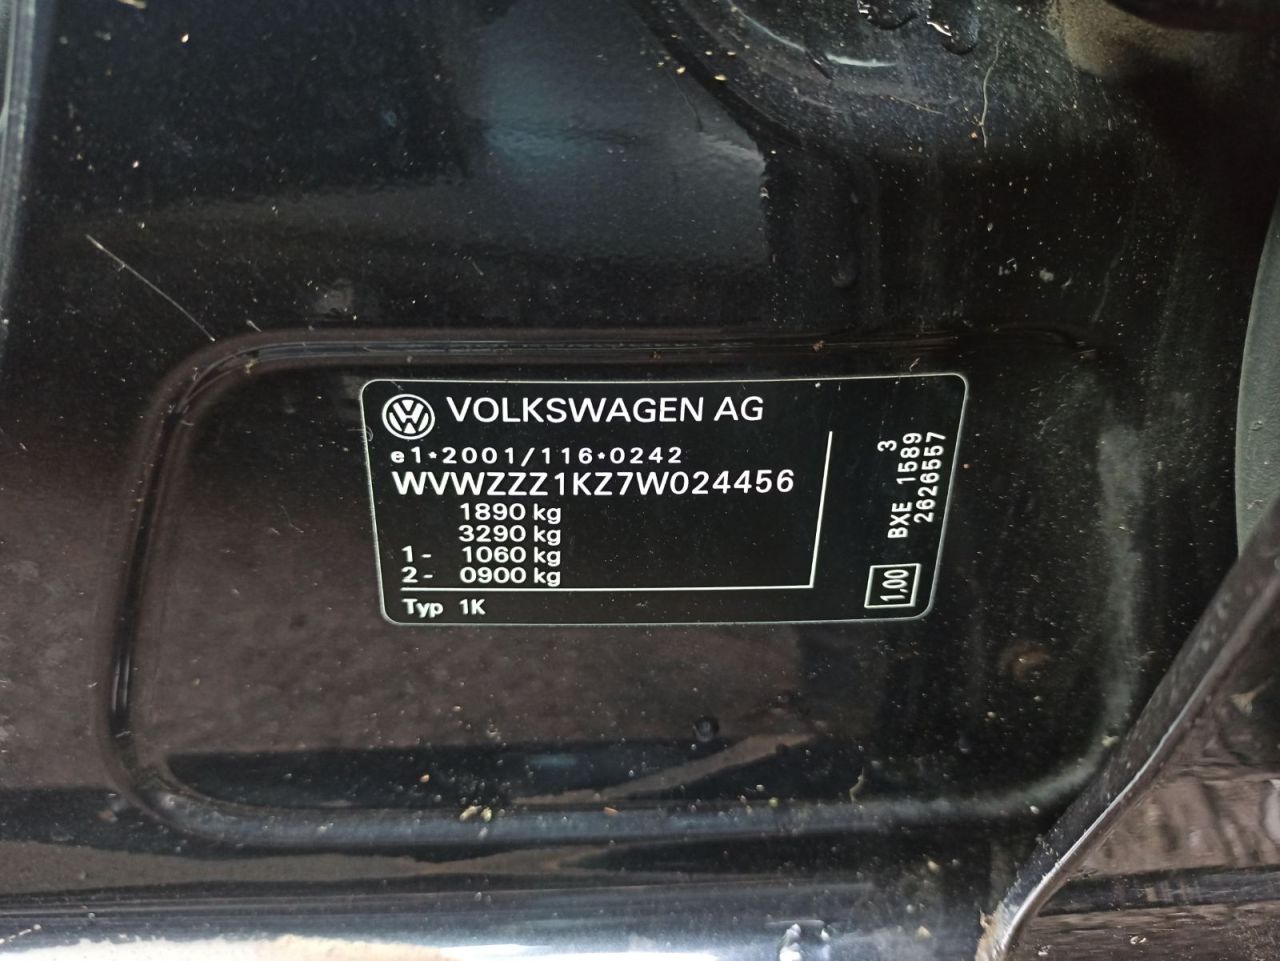 VOLKSWAGEN AG
e1*2001/116*0242
WVWZZZ1KZ7W024456
1890 kg
3290 kg
1- 1060 kg
2- 0900 kg
Typ 1K
3
BXE 1589
2626557
1,00